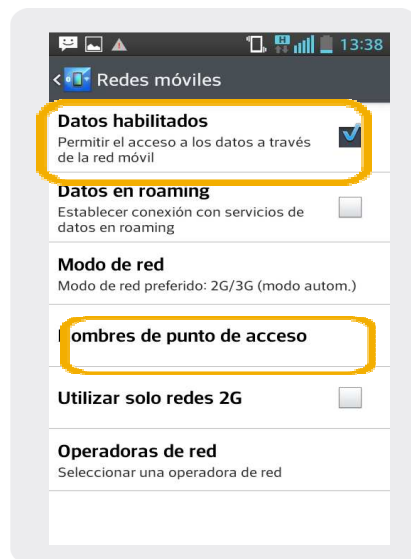 H 13:38
< Redes móviles
Datos habilitados
Permitir el acceso a los datos a través
de la red móvil
Datos en roaming
Establecer conexión con servicios de
datos en roaming
Modo de red
Modo de red preferido: 2G/3G (modo autom.)
Nombres de punto de acceso
Utilizar solo redes 2G
Operadoras de red
Seleccionar una operadora de red